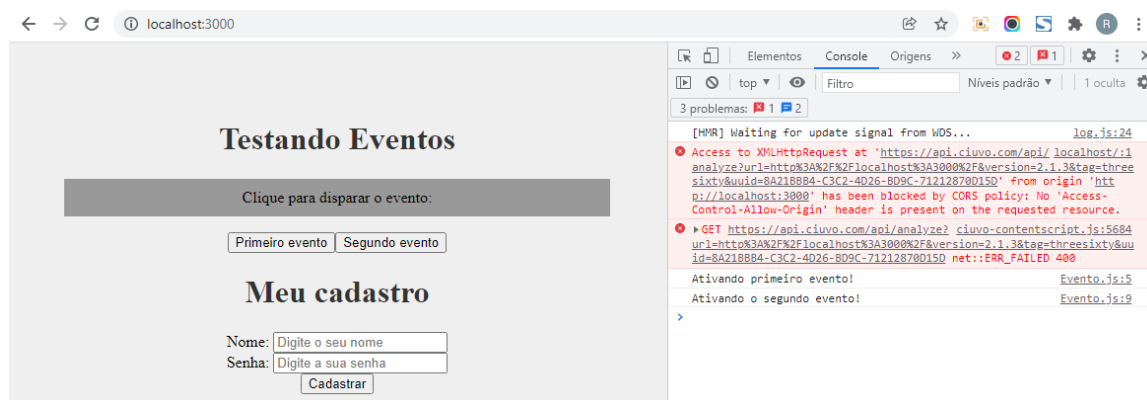 localhost:3000
R
Elementos Console Origens » 2 1
top ▼ Filtro Níveis padrão ▼ 1 oculta
3 problemas: 1 2
[HMR] Waiting for update signal from WDS... log.js:24
Access to XMLHttpRequest at 'https://api.ciuvo.com/api/ localhost/:1
analyze?url=http%3A%2F%2Flocalhost%3A3000%2F&version=2.1.3&tag=three
sixty&uuid=8A21BBB4-C3C2-4D26-BD9C-71212870D15D' from origin 'htt
p://localhost:3000' has been blocked by CORS policy: No 'Access-
Control-Allow-Origin' header is present on the requested resource.
▶GET https://api.ciuvo.com/api/analyze? ciuvo-contentscript.js:5684
url=http%3A%2F%2Flocalhost%3A3000%2F&version=2.1.3&tag=threesixty&uu
id=8A21BBB4-C3C2-4D26-BD9C-71212870D15D net::ERR_FAILED 400
Ativando primeiro evento! Evento.js:5
Ativando o segundo evento! Evento.js:9
Testando Eventos
Clique para disparar o evento:
Primeiro evento Segundo evento
Meu cadastro
Nome: Digite o seu nome
Senha: Digite a sua senha
Cadastrar